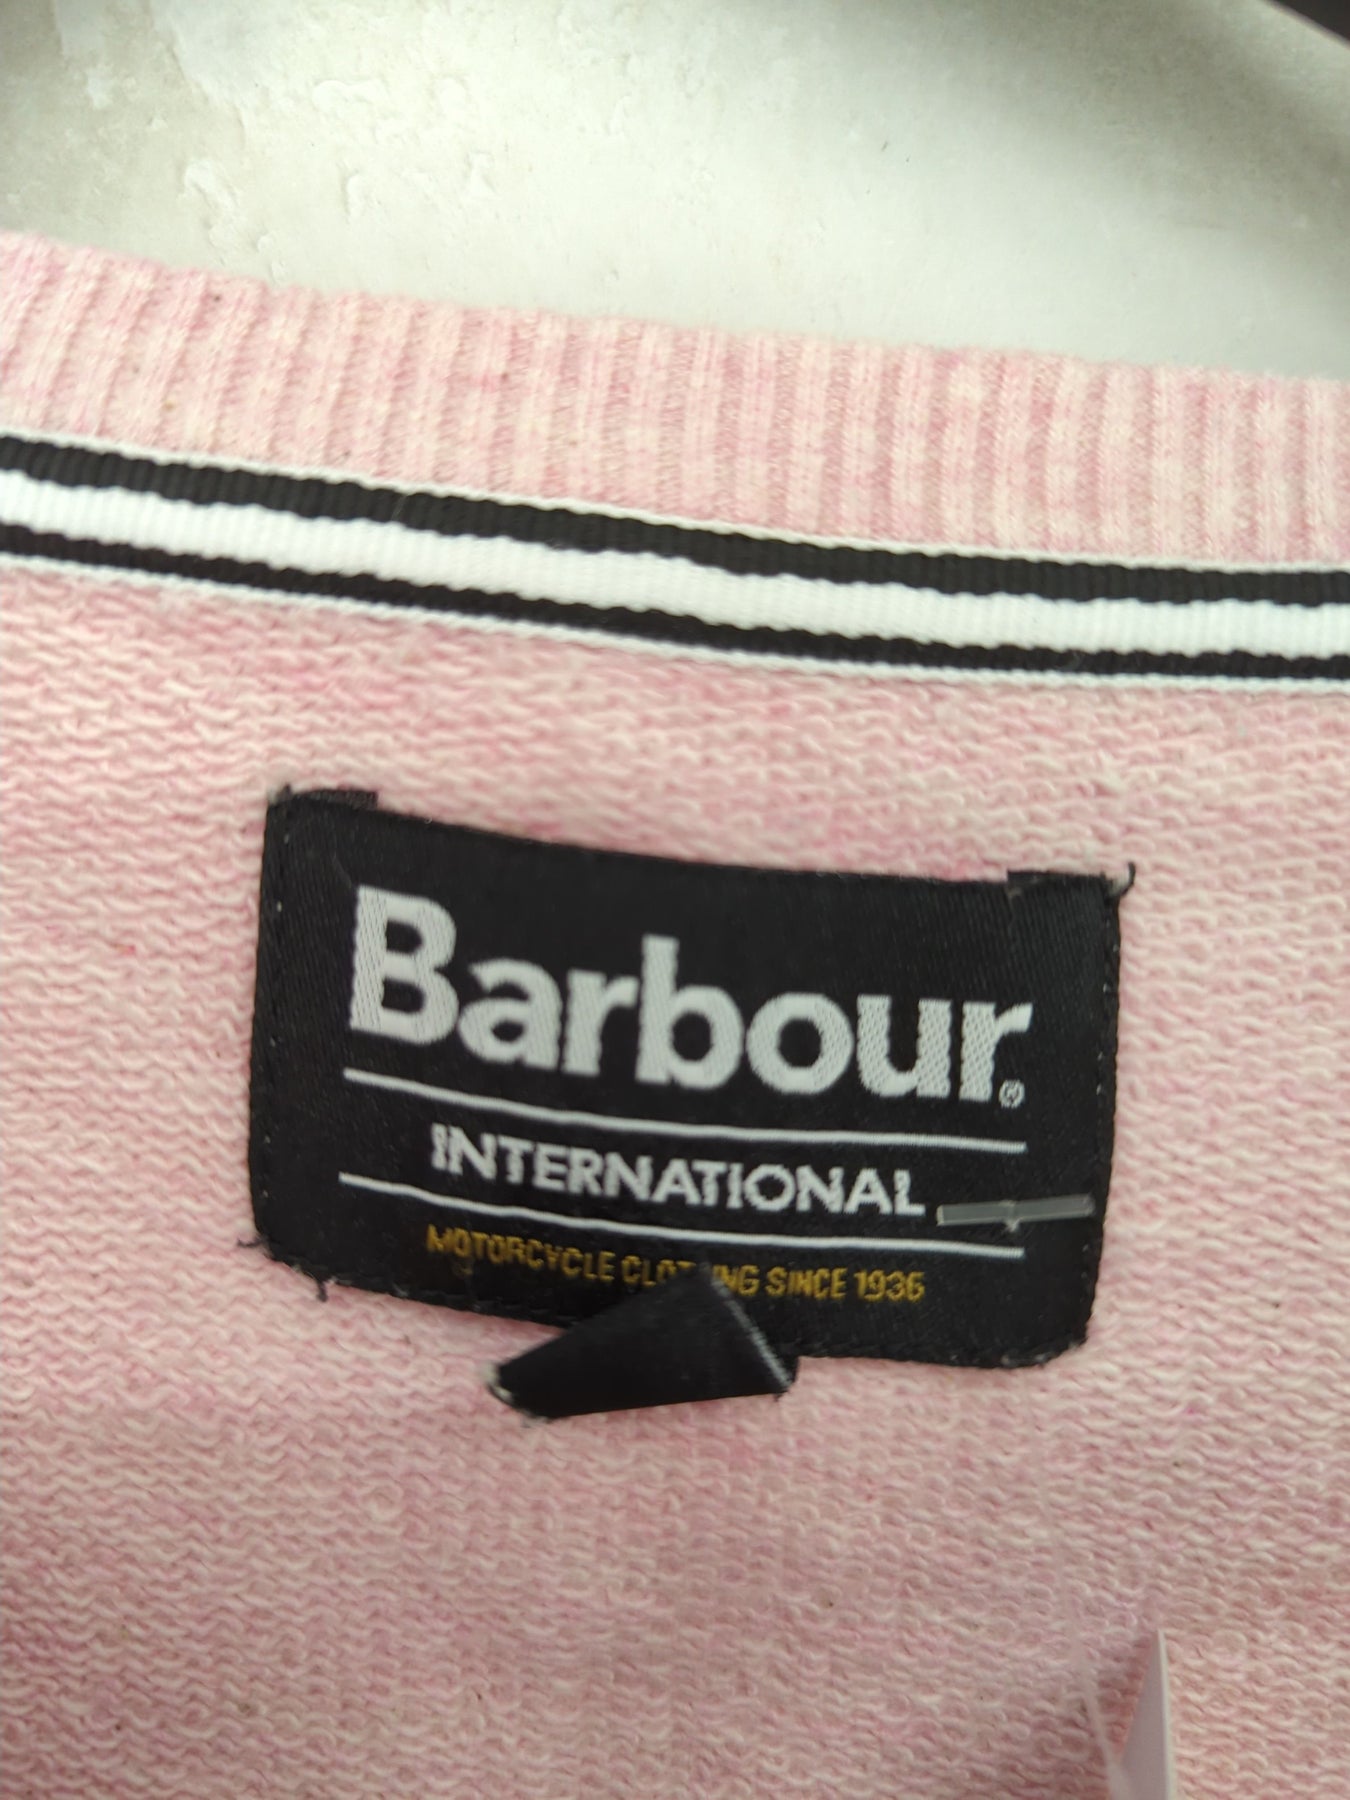 Barbour®
INTERNATIONAL
MOTORCYCLE CLOTHING SINCE 1936